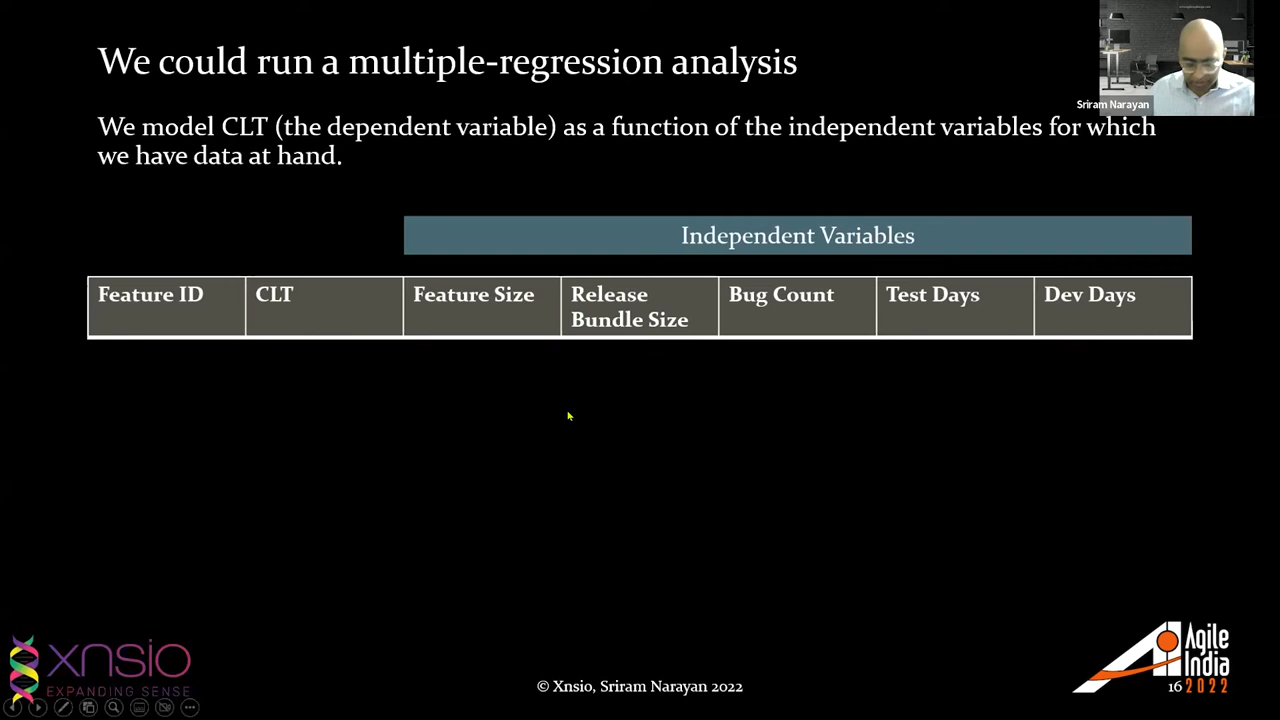 We could run a multiple-regression analysis
Sriram Narayan
We model CLT (the dependent variable) as a function of the independent variables for which
we have data at hand.
Independent Variables
Feature ID
CLT
Feature Size
Release
Bundle Size
Bug Count
Test Days
Dev Days
xnsio
EXPANDING SENSE
© Xnsio, Sriram Narayan 2022
Agile
India
2022
16